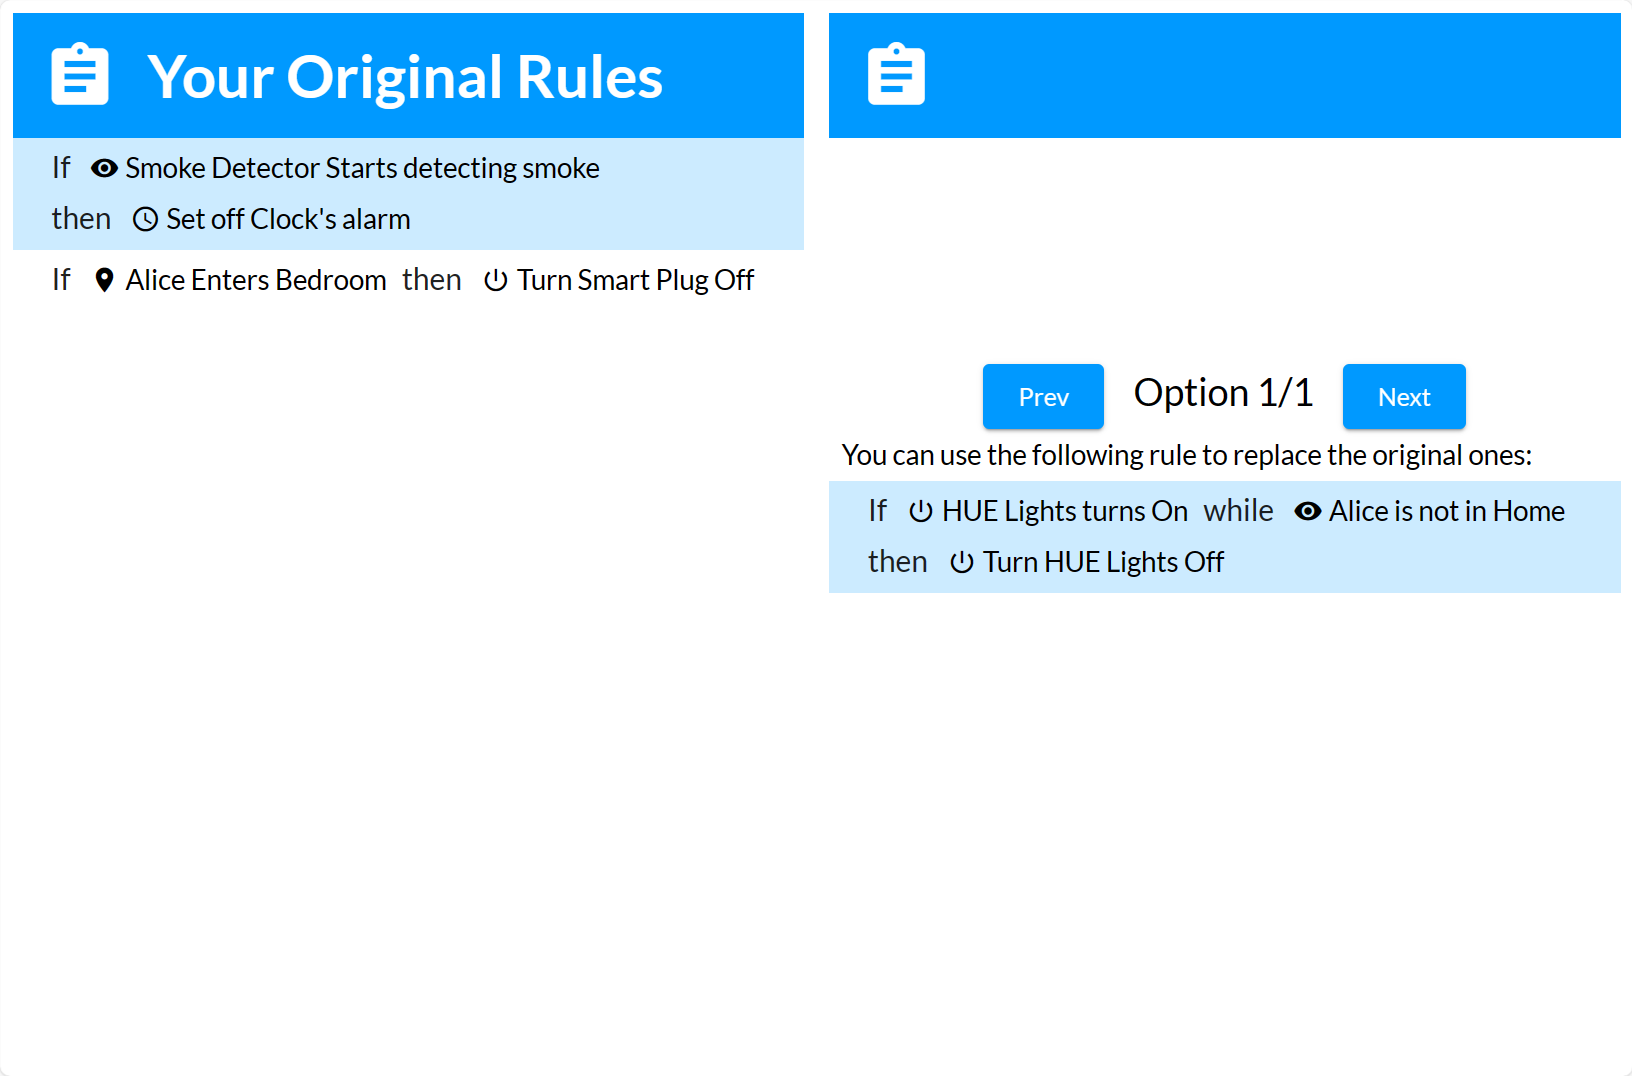 Your Original Rules
If Smoke Detector Starts detecting smoke
then Set off Clock's alarm
If Alice Enters Bedroom then Turn Smart Plug Off
Prev Option 1/1 Next
You can use the following rule to replace the original ones:
If HUE Lights turns On while Alice is not in Home
then Turn HUE Lights Off